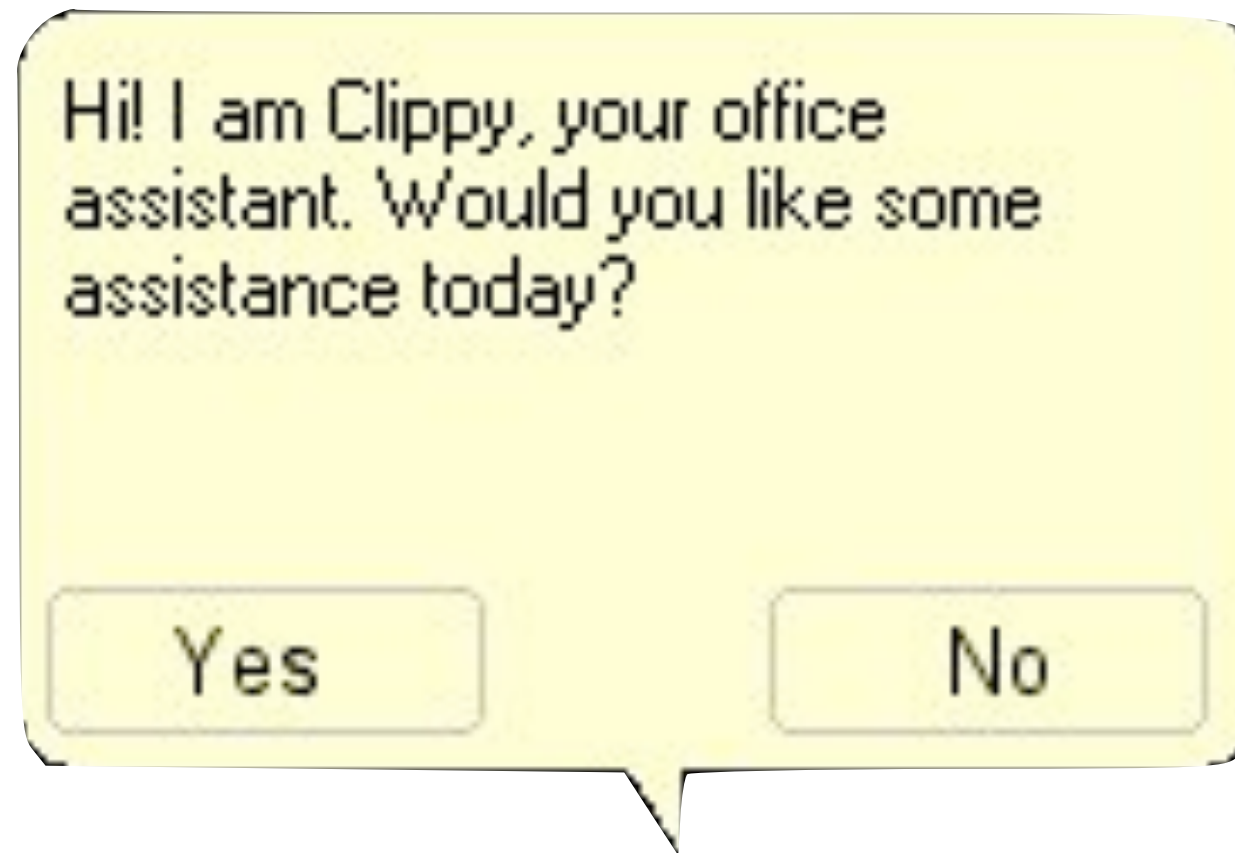 Hi! I am Clippy, your office
assistant. Would you like some
assistance today?
Yes
No